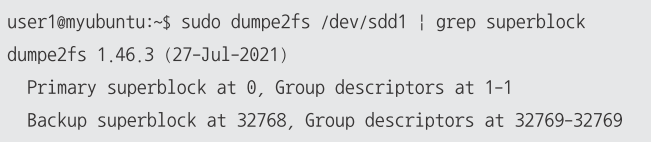 user1@myubuntu:~$ sudo dumpe2fs /dev/sdd1 | grep superblock
dumpe2fs 1.46.3 (27-Jul-2021)
Primary superblock at 0, Group descriptors at 1-1
Backup superblock at 32768, Group descriptors at 32769-32769